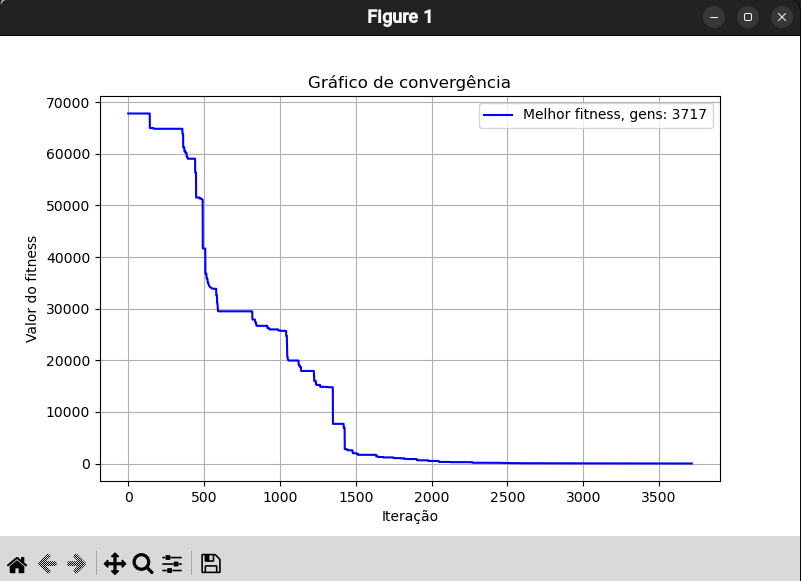 Figure 1
Gráfico de convergência
Melhor fitness, gens: 3717
Valor do fitness
70000
60000
50000
40000
30000
20000
10000
0
0 500 1000 1500 2000 2500 3000 3500
Iteração